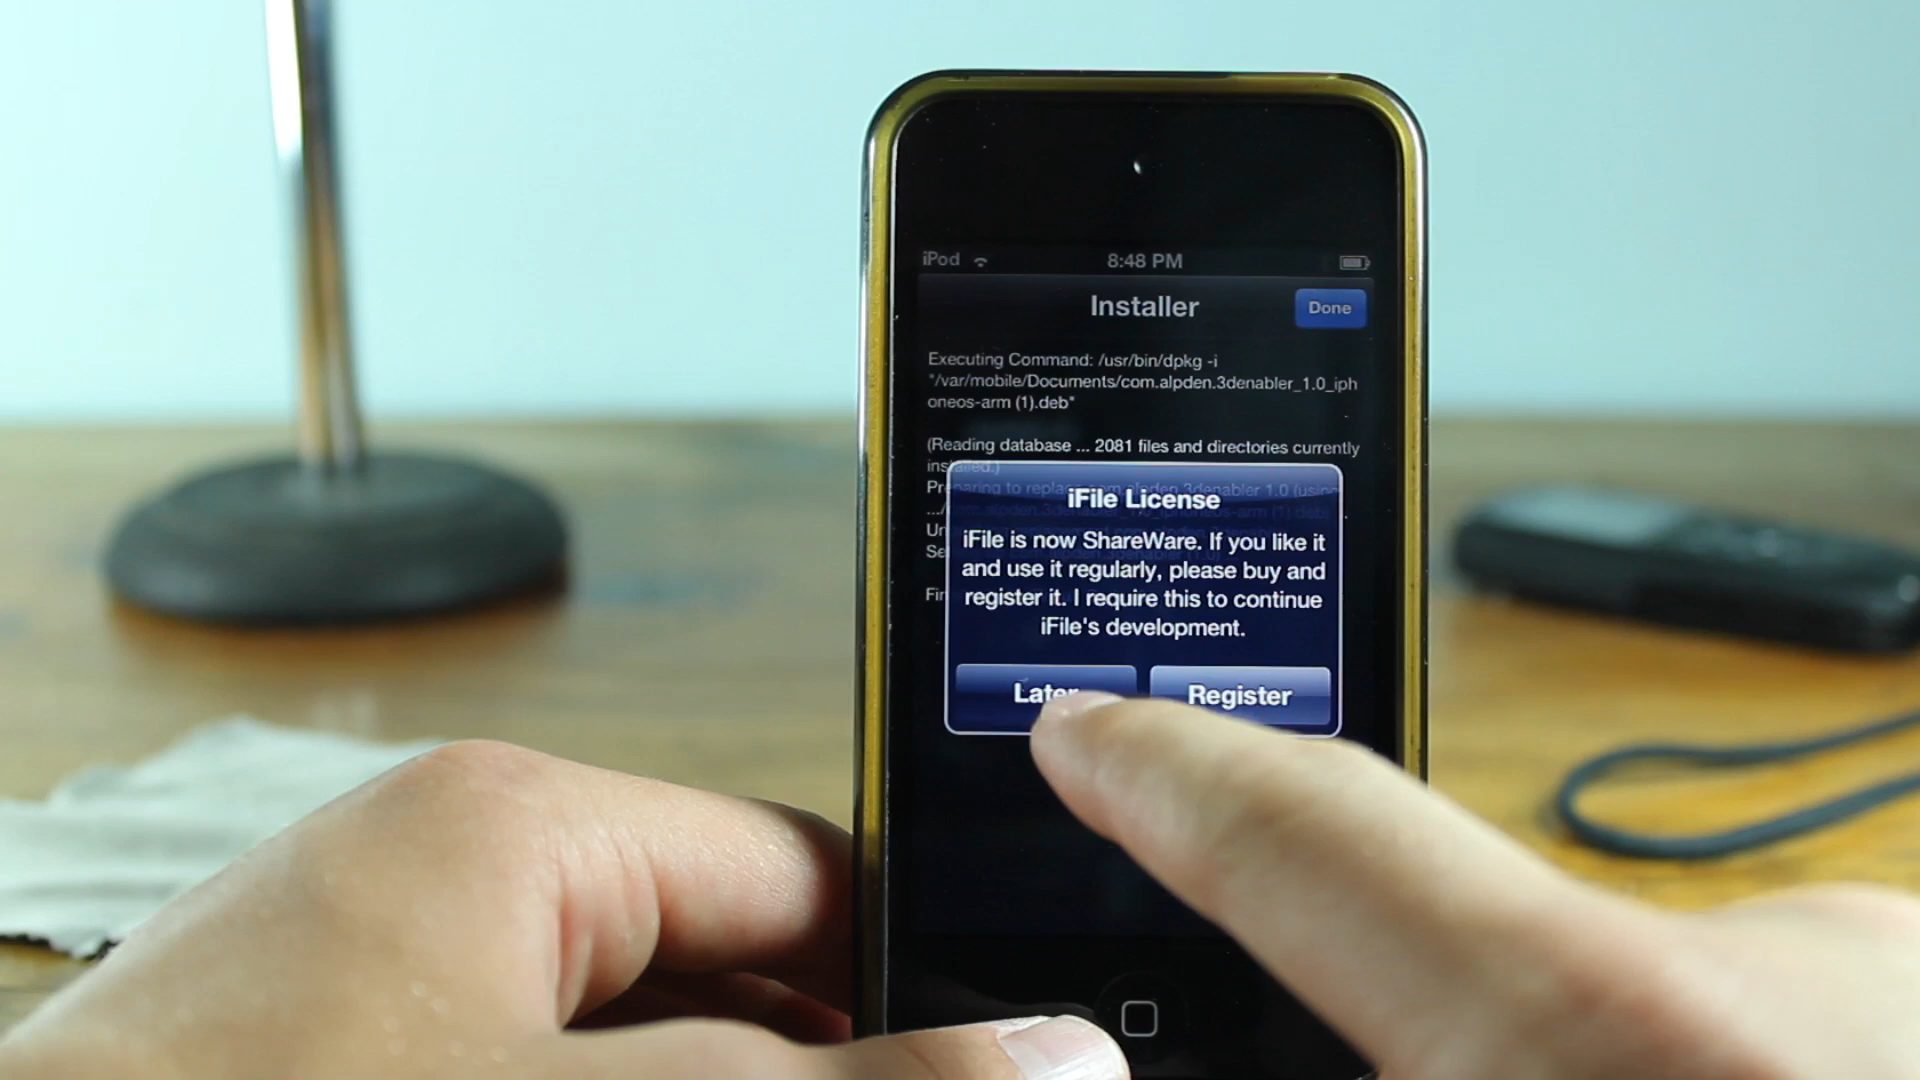 iPod 8:48 PM
Installer
Done
Executing Command: /usr/bin/dpkg -i
"/var/mobile/Documents/com.alpden.3denabler_1.0_iph
oneos-arm (1).deb"
(Reading database ... 2081 files and directories currently
installed.)
Preparing to replace com.alpden.3denabler 1.0 (using
.../com.alpden.3denabler_1.0_iphoneos-arm (1).deb)
iFile License
iFile is now ShareWare. If you like it
and use it regularly, please buy and
register it. I require this to continue
iFile's development.
Later
Register